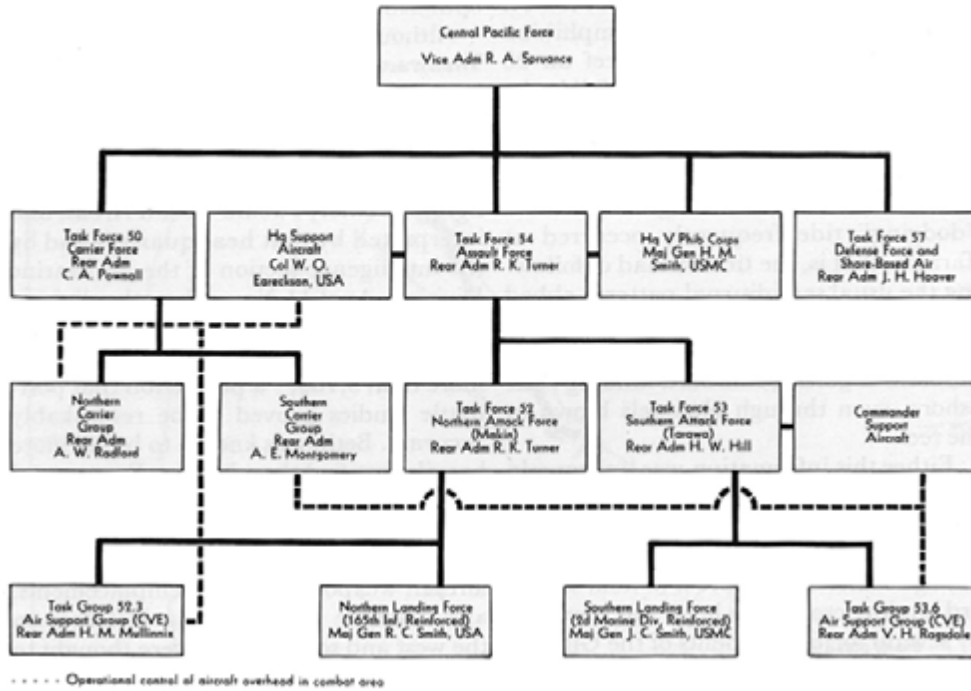 Central Pacific Force
Vice Adm R. A. Spruance
Task Force 50
Carrier Force
Rear Adm
C. A. Pownall
Hq Support
Aircraft
Col W. O.
Eareckson, USA
Task Force 54
Assault Force
Rear Adm R. K. Turner
Hq V Phib Corps
Maj Gen H. M.
Smith, USMC
Task Force 57
Defense Force and
Shore-Based Air
Rear Adm J. H. Hoover
Northern
Carrier
Group
Rear Adm
A. W. Radford
Southern
Carrier
Group
Rear Adm
A. E. Montgomery
Task Force 52
Northern Attack Force
(Makin)
Rear Adm R. K. Turner
Task Force 53
Southern Attack Force
(Tarawa)
Rear Adm H. W. Hill
Commander
Support
Aircraft
Task Group 52.3
Air Support Group (CVE)
Rear Adm H. M. Mullinnix
Northern Landing Force
(165th Inf, Reinforced)
Maj Gen R. C. Smith, USA
Southern Landing Force
(2d Marine Div, Reinforced)
Maj Gen J. C. Smith, USMC
Task Group 53.6
Air Support Group (CVE)
Rear Adm V. H. Ragsdale
- - - - - Operational control of aircraft overhead in combat area